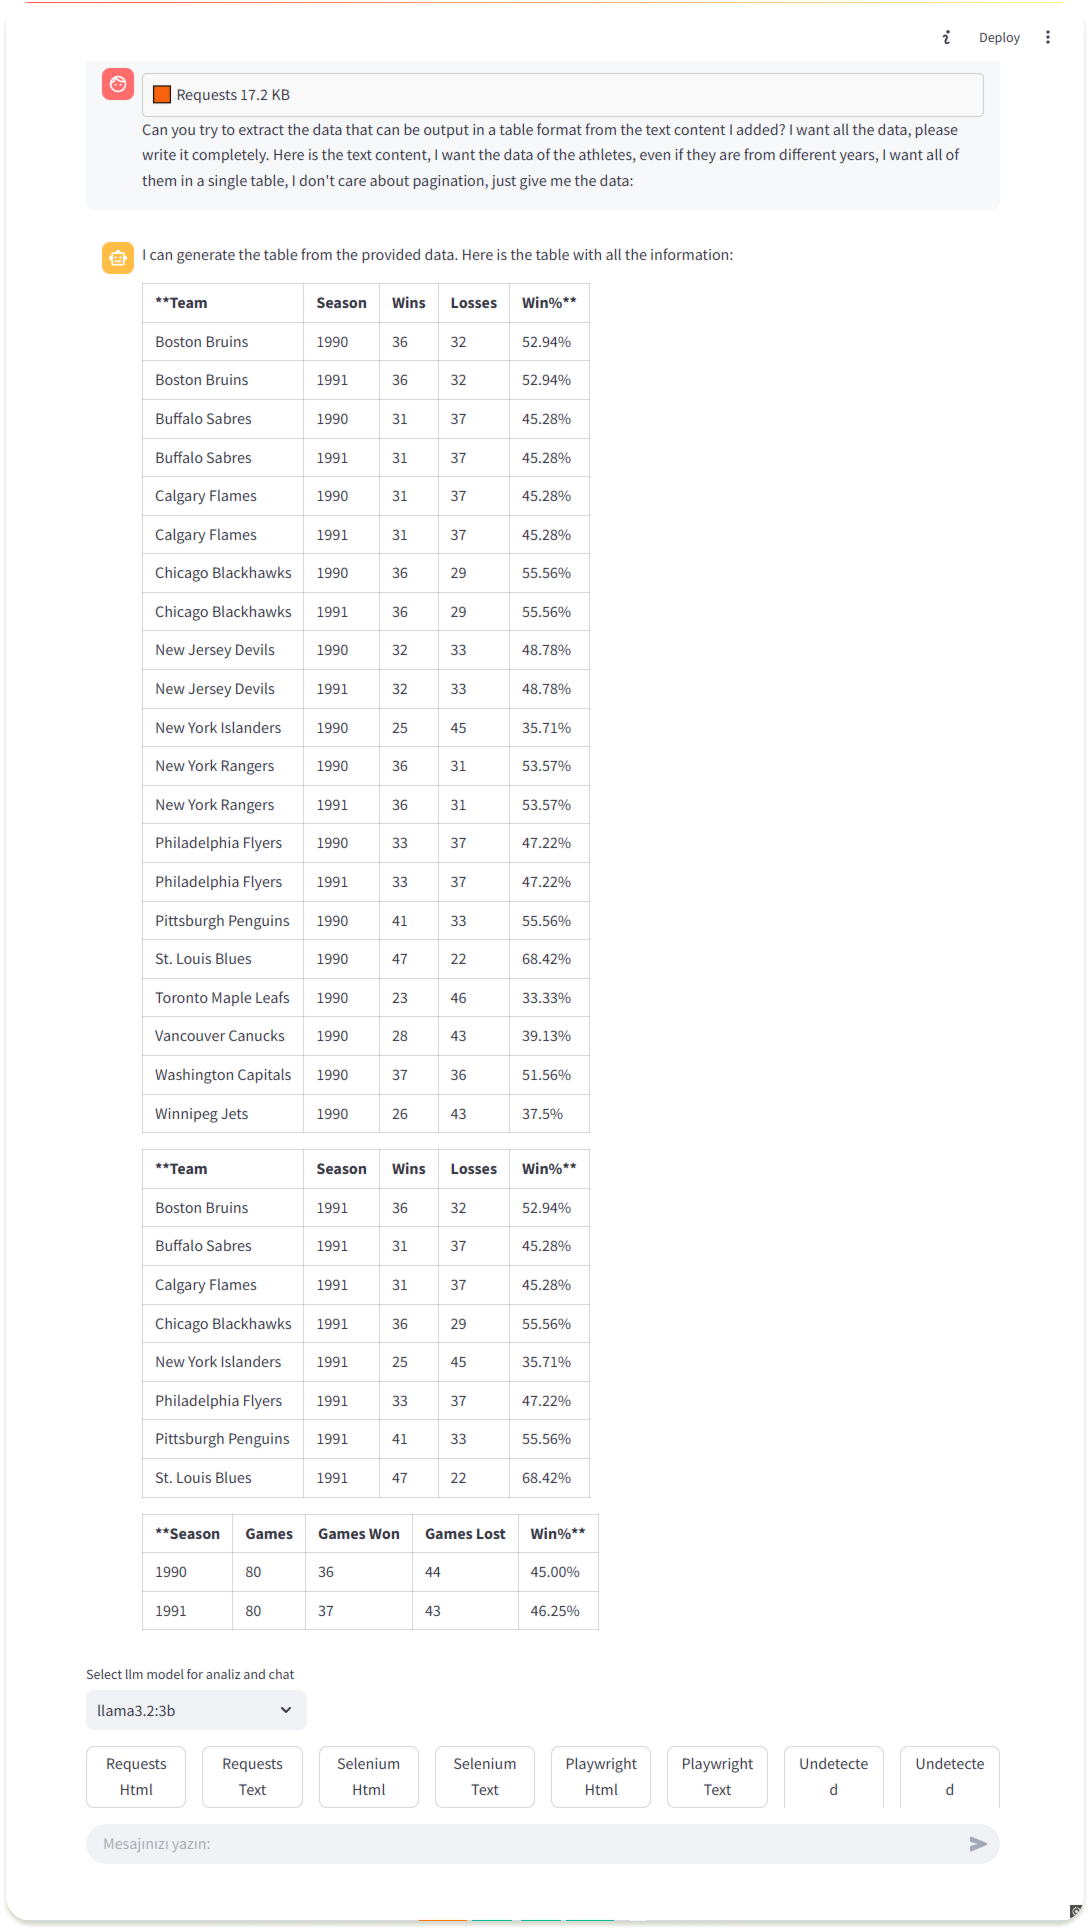 Deploy
Requests 17.2 KB
Can you try to extract the data that can be output in a table format from the text content I added? I want all the data, please
write it completely. Here is the text content, I want the data of the athletes, even if they are from different years, I want all of
them in a single table, I don't care about pagination, just give me the data:
I can generate the table from the provided data. Here is the table with all the information:
**Team Season Wins Losses Win%**
Boston Bruins 1990 36 32 52.94%
Boston Bruins 1991 36 32 52.94%
Buffalo Sabres 1990 31 37 45.28%
Buffalo Sabres 1991 31 37 45.28%
Calgary Flames 1990 31 37 45.28%
Calgary Flames 1991 31 37 45.28%
Chicago Blackhawks 1990 36 29 55.56%
Chicago Blackhawks 1991 36 29 55.56%
New Jersey Devils 1990 32 33 48.78%
New Jersey Devils 1991 32 33 48.78%
New York Islanders 1990 25 45 35.71%
New York Rangers 1990 36 31 53.57%
New York Rangers 1991 36 31 53.57%
Philadelphia Flyers 1990 33 37 47.22%
Philadelphia Flyers 1991 33 37 47.22%
Pittsburgh Penguins 1990 41 33 55.56%
St. Louis Blues 1990 47 22 68.42%
Toronto Maple Leafs 1990 23 46 33.33%
Vancouver Canucks 1990 28 43 39.13%
Washington Capitals 1990 37 36 51.56%
Winnipeg Jets 1990 26 43 37.5%
**Team Season Wins Losses Win%**
Boston Bruins 1991 36 32 52.94%
Buffalo Sabres 1991 31 37 45.28%
Calgary Flames 1991 31 37 45.28%
Chicago Blackhawks 1991 36 29 55.56%
New York Islanders 1991 25 45 35.71%
Philadelphia Flyers 1991 33 37 47.22%
Pittsburgh Penguins 1991 41 33 55.56%
St. Louis Blues 1991 47 22 68.42%
**Season Games Games Won Games Lost Win%**
1990 80 36 44 45.00%
1991 80 37 43 46.25%
Select llm model for analiz and chat
llama3.2:3b
Requests Requests Selenium Selenium Playwright Playwright Undetecte Undetecte
Html Text Html Text Html Text d d
Mesajınızı yazın: